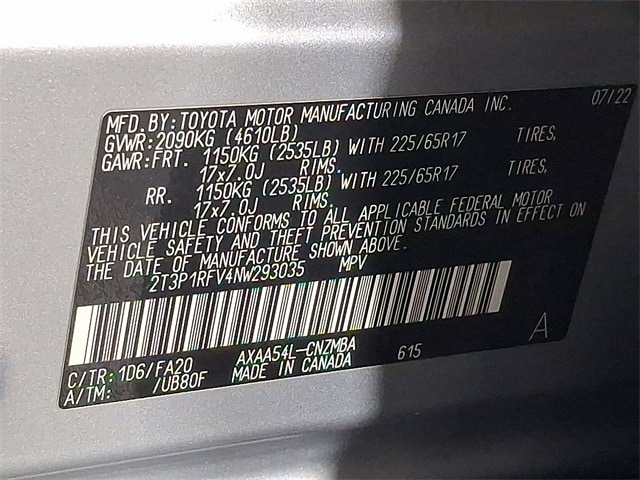 MFD. BY: TOYOTA MOTOR MANUFACTURING CANADA INC. 07/22
GVWR: 2090KG (4610LB)
GAWR: FRT. 1150KG (2535LB) WITH 225/65R17 TIRES,
17x7.0J RIMS.
RR. 1150KG (2535LB) WITH 225/65R17 TIRES,
17x7.0J RIMS.
THIS VEHICLE CONFORMS TO ALL APPLICABLE FEDERAL MOTOR
VEHICLE SAFETY AND THEFT PREVENTION STANDARDS IN EFFECT ON
THE DATE OF MANUFACTURE SHOWN ABOVE.
2T3P1RFV4NW293035 MPV
C/TR: 1D6/FA20 AXAA54L-CNZMBA 615 A
A/TM: /UB80F MADE IN CANADA